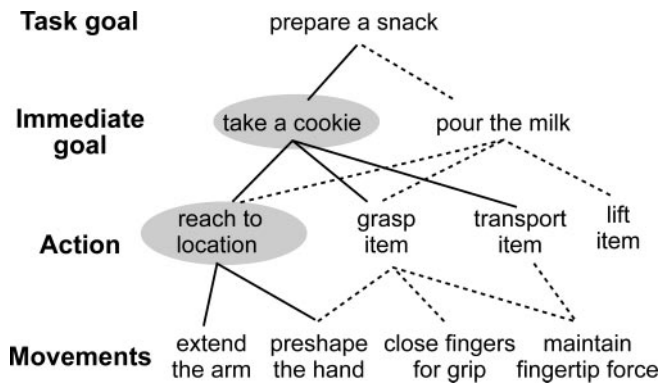 Task goal prepare a snack
Immediate
goal
take a cookie pour the milk
Action
reach to
location
grasp
item
transport
item
lift
item
Movements
extend
the arm
preshape
the hand
close fingers
for grip
maintain
fingertip force